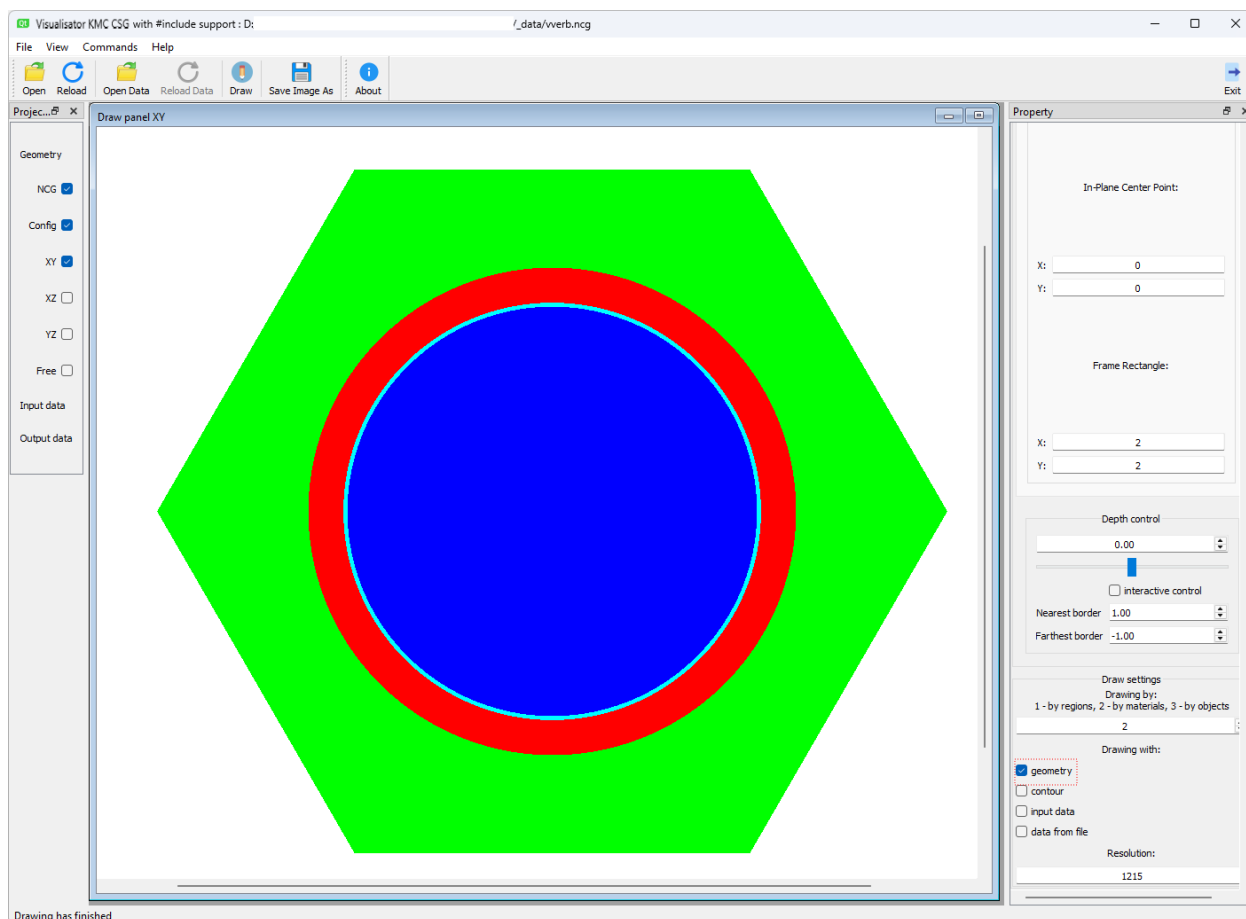 Visualisator KMC CSG with #include support : D: /_data/vverb.ncg
File View Commands Help
Open Reload Open Data Reload Data Draw Save Image As About Exit
Projec...
Draw panel XY
Property
Geometry
NCG
Config
XY
XZ
YZ
Free
Input data
Output data
In-Plane Center Point:
X: 0
Y: 0
Frame Rectangle:
X: 2
Y: 2
Depth control
0.00
interactive control
Nearest border 1.00
Farthest border -1.00
Draw settings
Drawing by:
1 - by regions, 2 - by materials, 3 - by objects
2
Drawing with:
geometry
contour
input data
data from file
Resolution:
1215
Drawing has finished